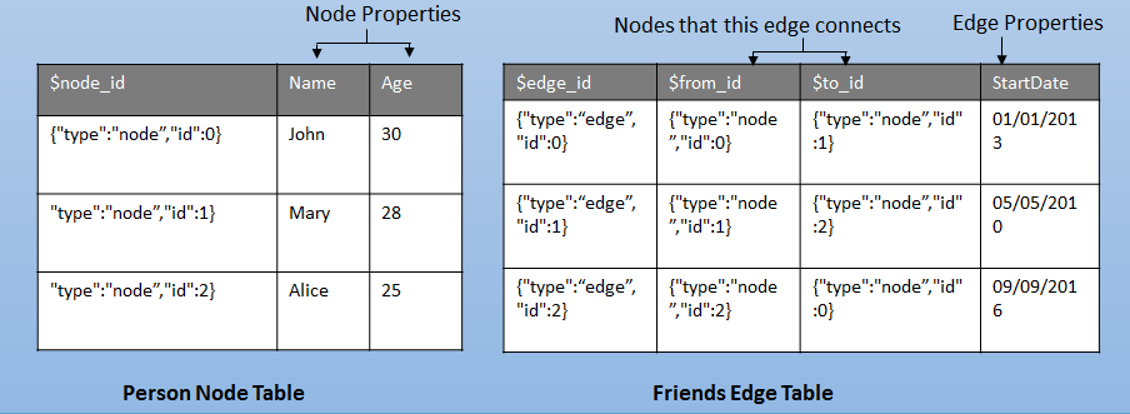 Node Properties
Nodes that this edge connects
Edge Properties
$node_id Name Age
{"type":"node”,"id":0} John 30
"type":"node”,"id":1} Mary 28
"type":"node”,"id":2} Alice 25
Person Node Table
$edge_id $from_id $to_id StartDate
{"type":“edge”, {"type":"node {"type":"node”,"id" 01/01/201
"id":0} ”,"id":0} :1} 3
{"type":“edge”, {"type":"node {"type":"node”,"id" 05/05/201
"id":1} ”,"id":1} :2} 0
{"type":“edge”, {"type":"node {"type":"node”,"id" 09/09/201
"id":2} ”,"id":2} :0} 6
Friends Edge Table